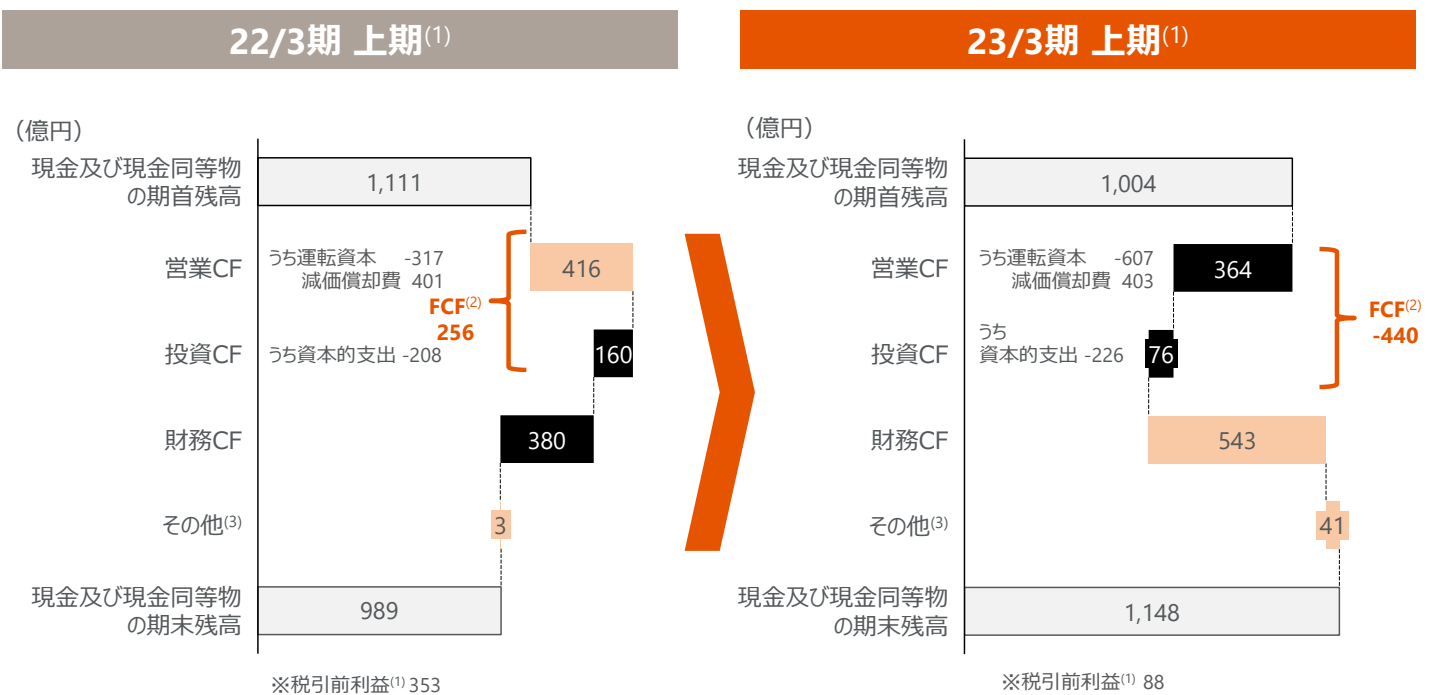 22/3期 上期(1)
(億円)
現金及び現金同等物
の期首残高
1,111
営業CF
うち運転資本 -317
減価償却費 401
416
FCF(2)
256
投資CF
うち資本的支出 -208
160
財務CF
380
その他(3)
3
現金及び現金同等物
の期末残高
989
※税引前利益(1) 353
23/3期 上期(1)
(億円)
現金及び現金同等物
の期首残高
1,004
営業CF
うち運転資本 -607
減価償却費 403
364
FCF(2)
-440
投資CF
うち
資本的支出 -226
76
財務CF
543
その他(3)
41
現金及び現金同等物
の期末残高
1,148
※税引前利益(1) 88